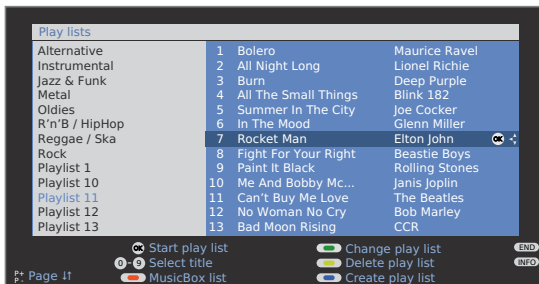 Play lists
Alternative 1 Bolero Maurice Ravel
Instrumental 2 All Night Long Lionel Richie
Jazz & Funk 3 Burn Deep Purple
Metal 4 All The Small Things Blink 182
Oldies 5 Summer In The City Joe Cocker
R'n'B / HipHop 6 In The Mood Glenn Miller
Reggae / Ska 7 Rocket Man Elton John OK
Rock 8 Fight For Your Right Beastie Boys
Playlist 1 9 Paint It Black Rolling Stones
Playlist 10 10 Me And Bobby Mc... Janis Joplin
Playlist 11 11 Can't Buy Me Love The Beatles
Playlist 12 12 No Woman No Cry Bob Marley
Playlist 13 13 Bad Moon Rising CCR
OK Start play list Change play list END
0-9 Select title Delete play list INFO
P+ P- Page MusicBox list Create play list